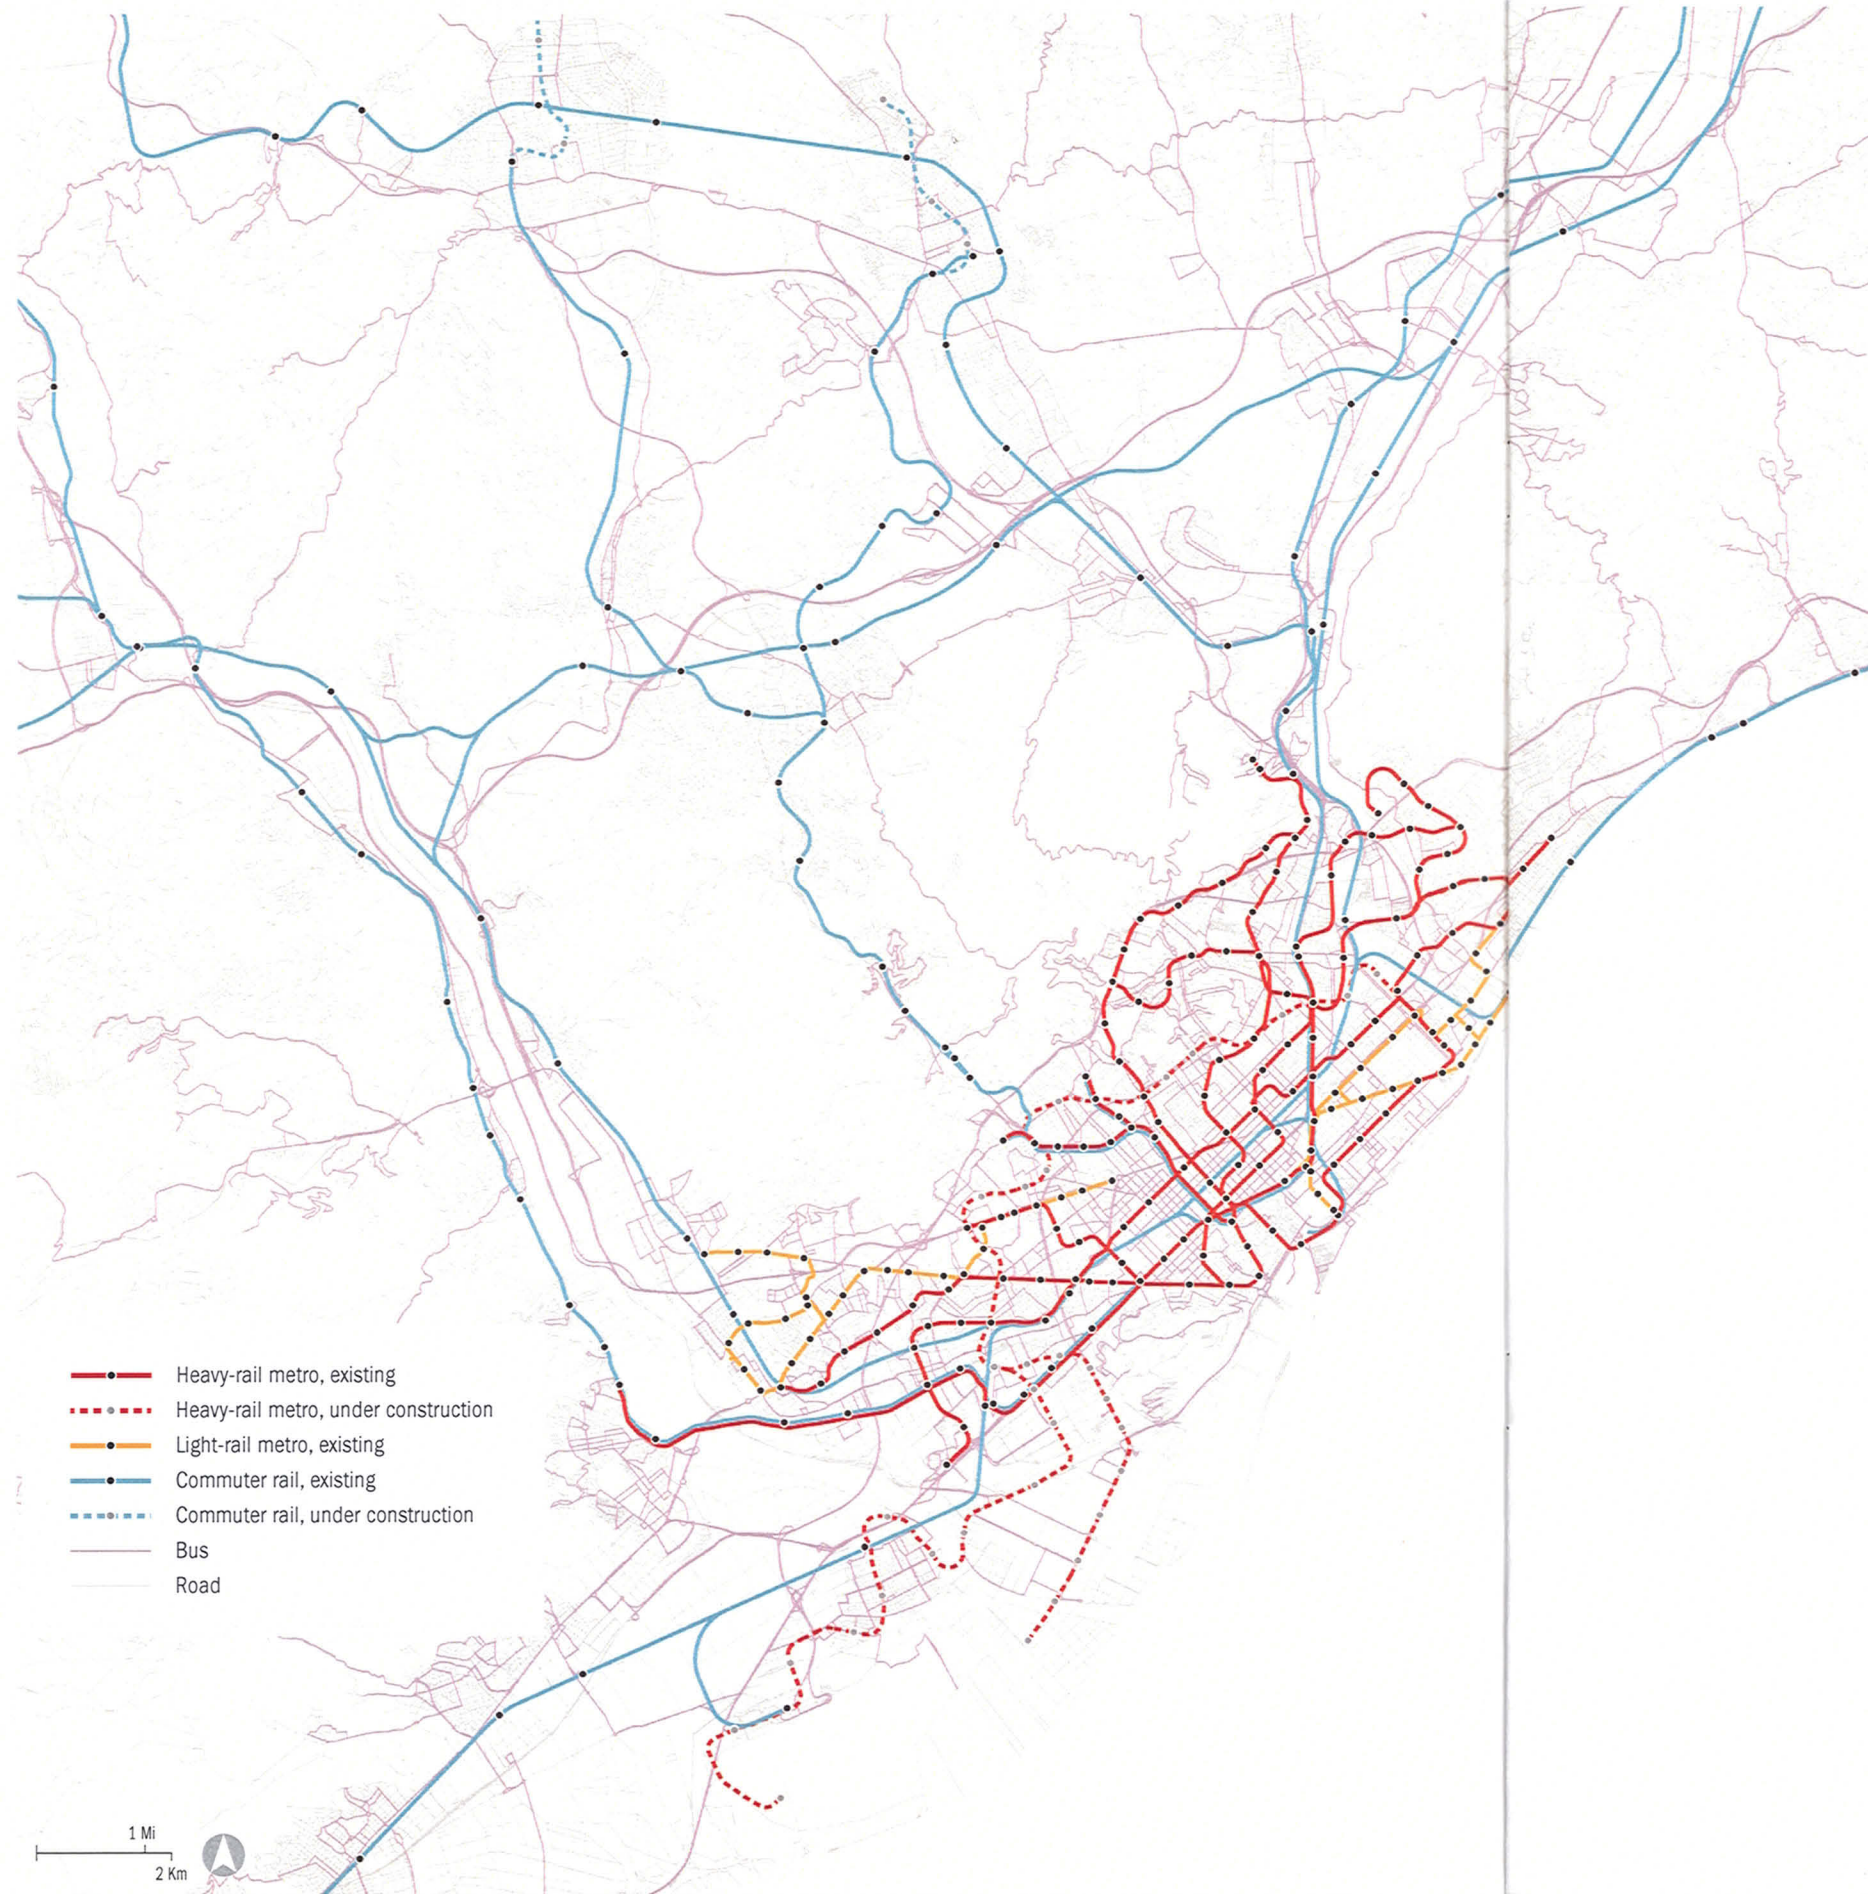 Heavy-rail metro, existing
Heavy-rail metro, under construction
Light-rail metro, existing
Commuter rail, existing
Commuter rail, under construction
Bus
Road
1 Mi
2 Km